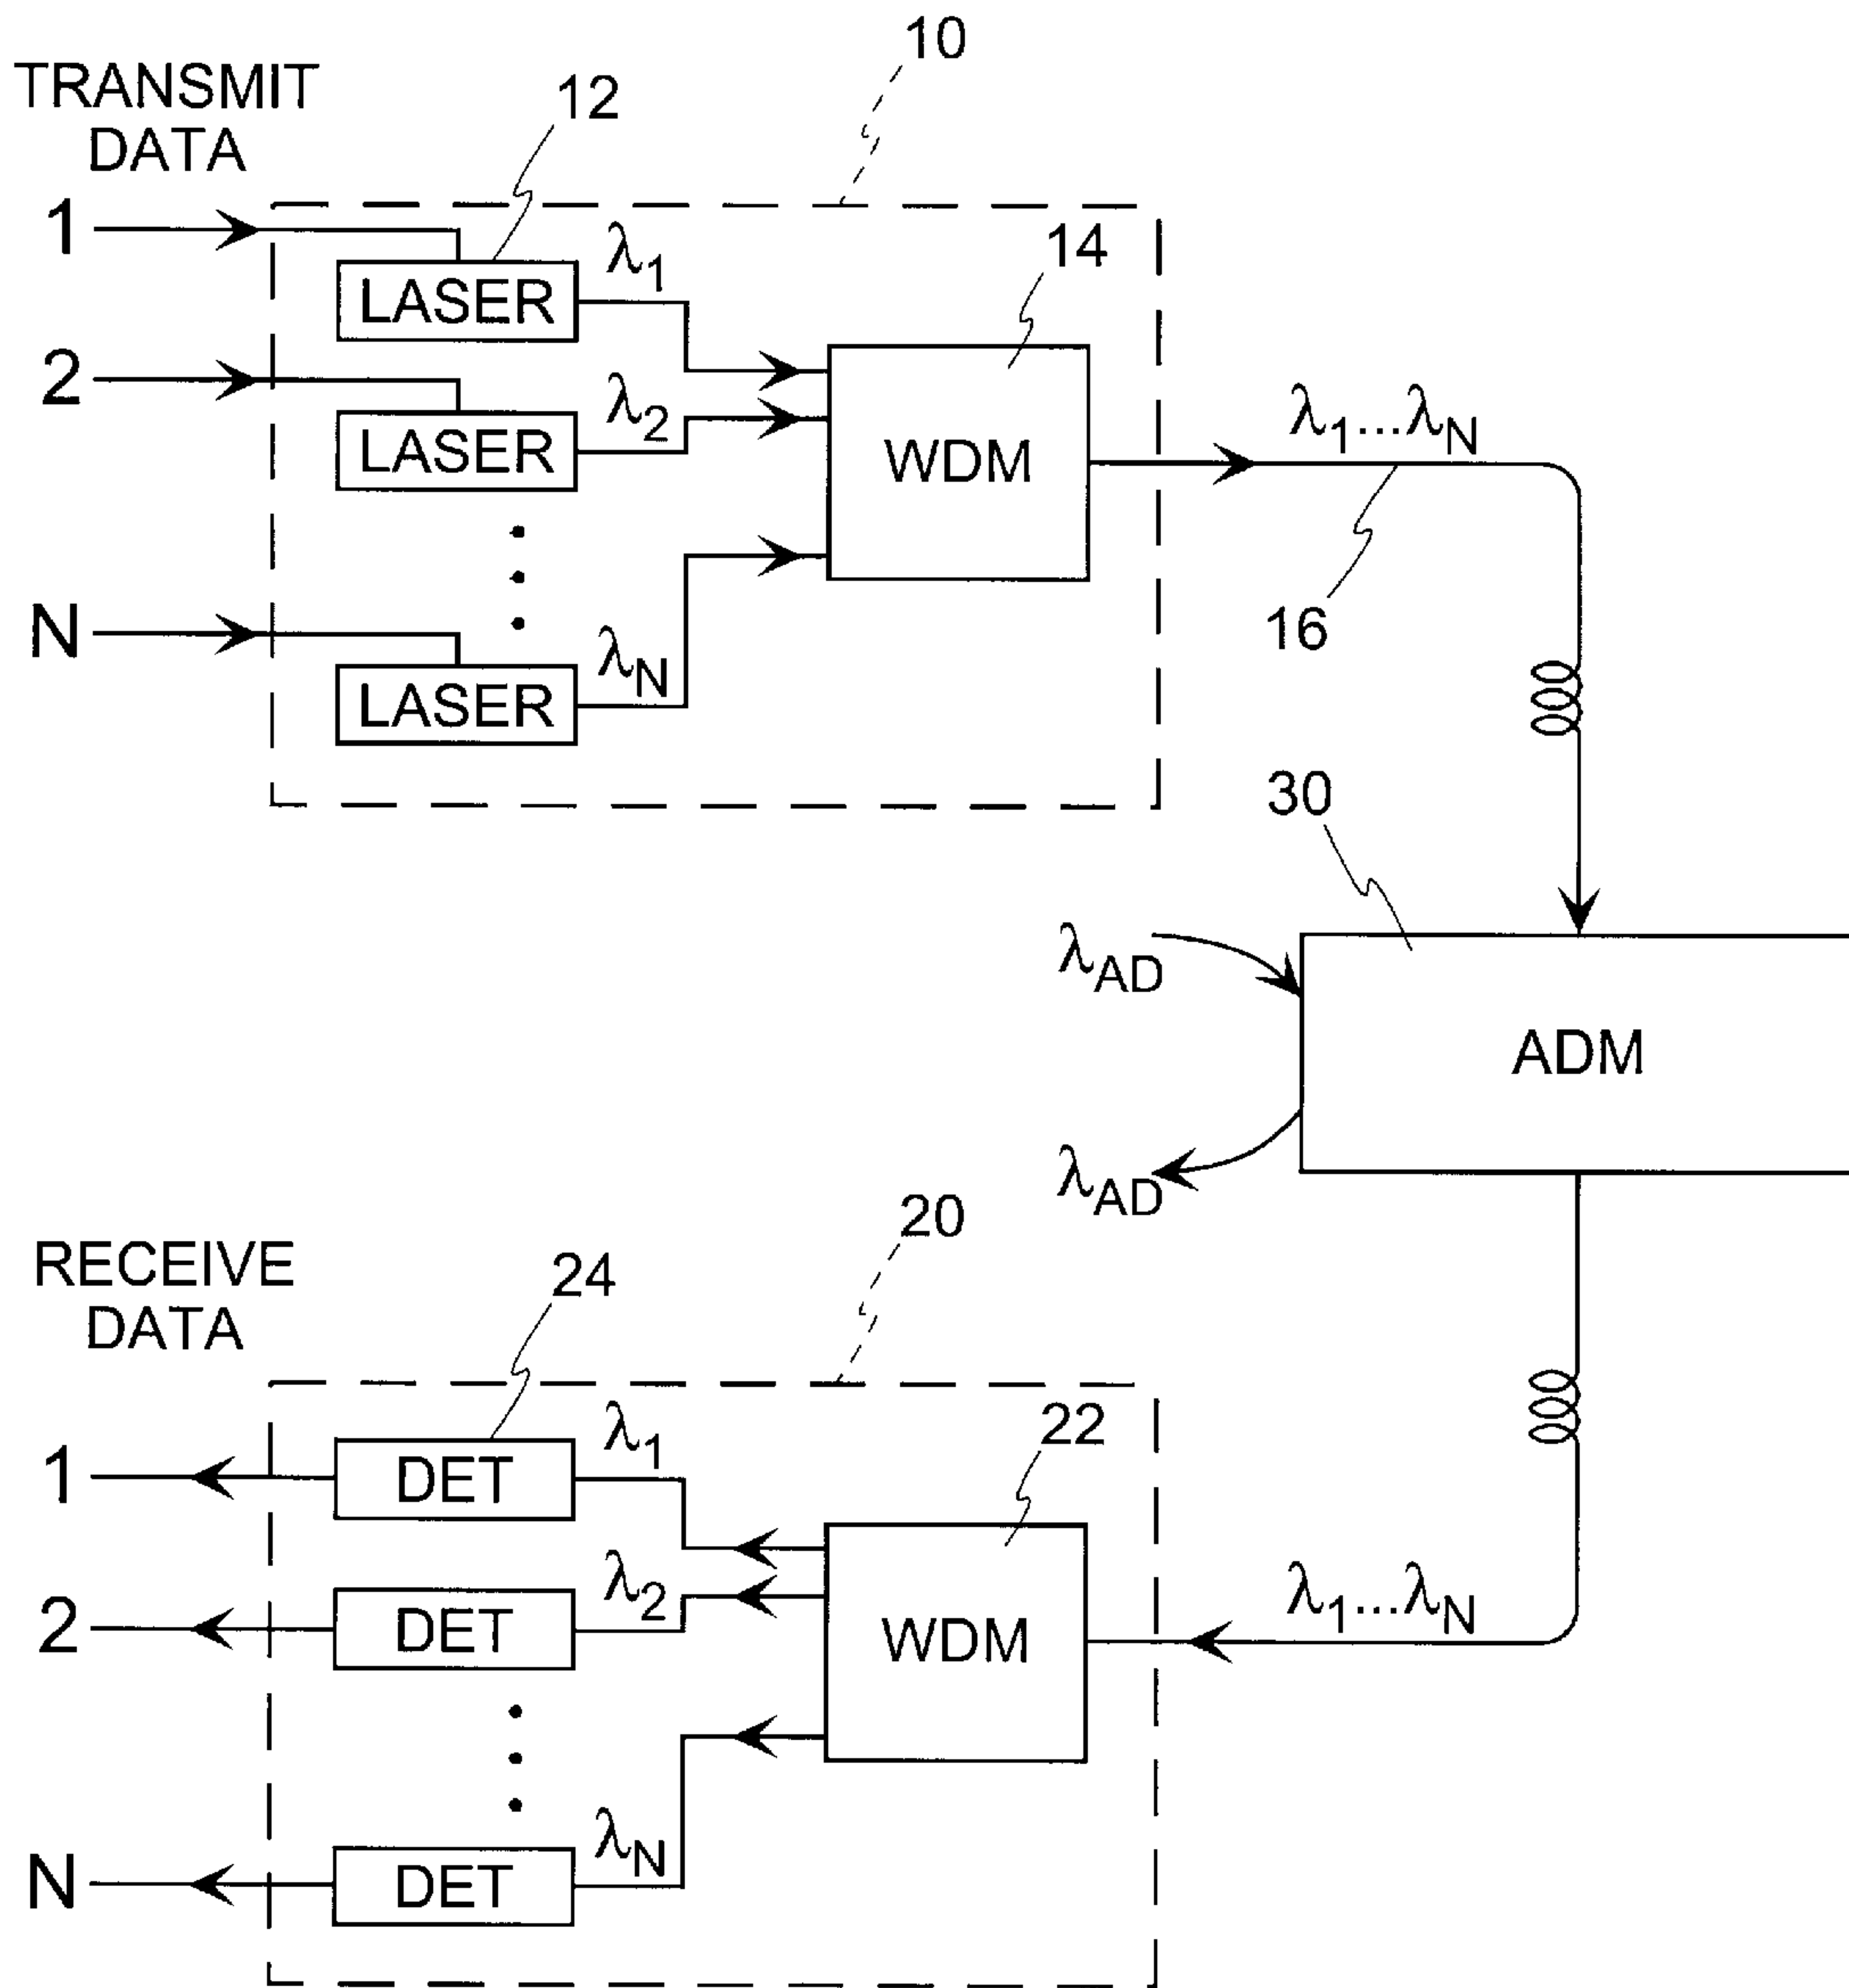 10
TRANSMIT
DATA
12
1
λ1
LASER
14
2
λ2
LASER
WDM
λ1...λN
16
N
λN
LASER
30
λAD
ADM
λAD
20
RECEIVE
DATA
24
22
1
DET
λ1
2
DET
λ2
WDM
λ1...λN
N
DET
λN